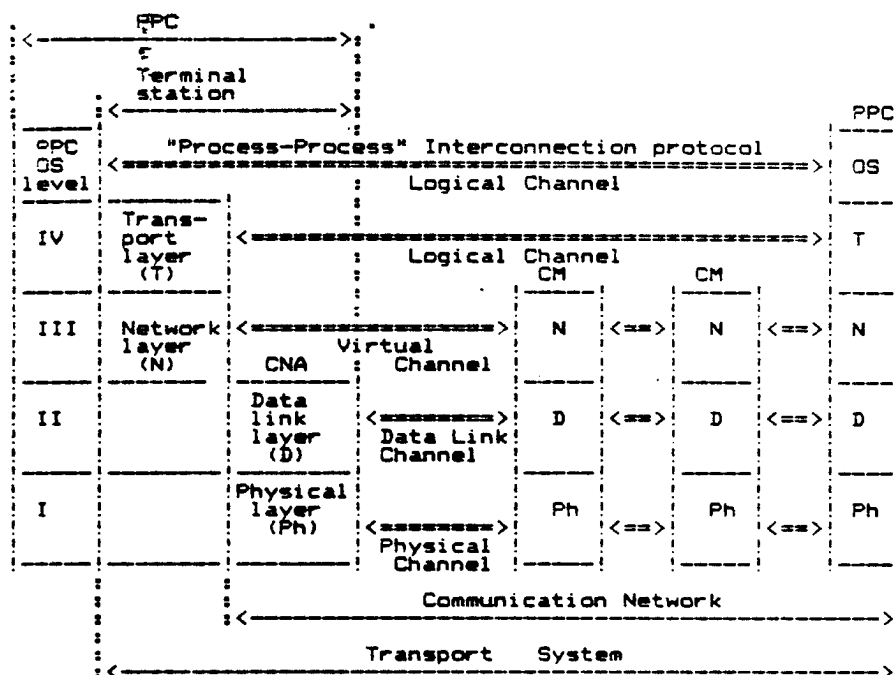 PPC
Terminal
station
PPC
PPC "Process-Process" Interconnection protocol
OS OS
level Logical Channel
Trans-
IV port T
layer
(T) Logical Channel
CM CM
III Network N N N
layer Virtual
(N) CNA Channel
Data
II link D D D
layer Data Link
(D) Channel
Physical
I layer Ph Ph Ph
(Ph) Physical
Channel
Communication Network
Transport System